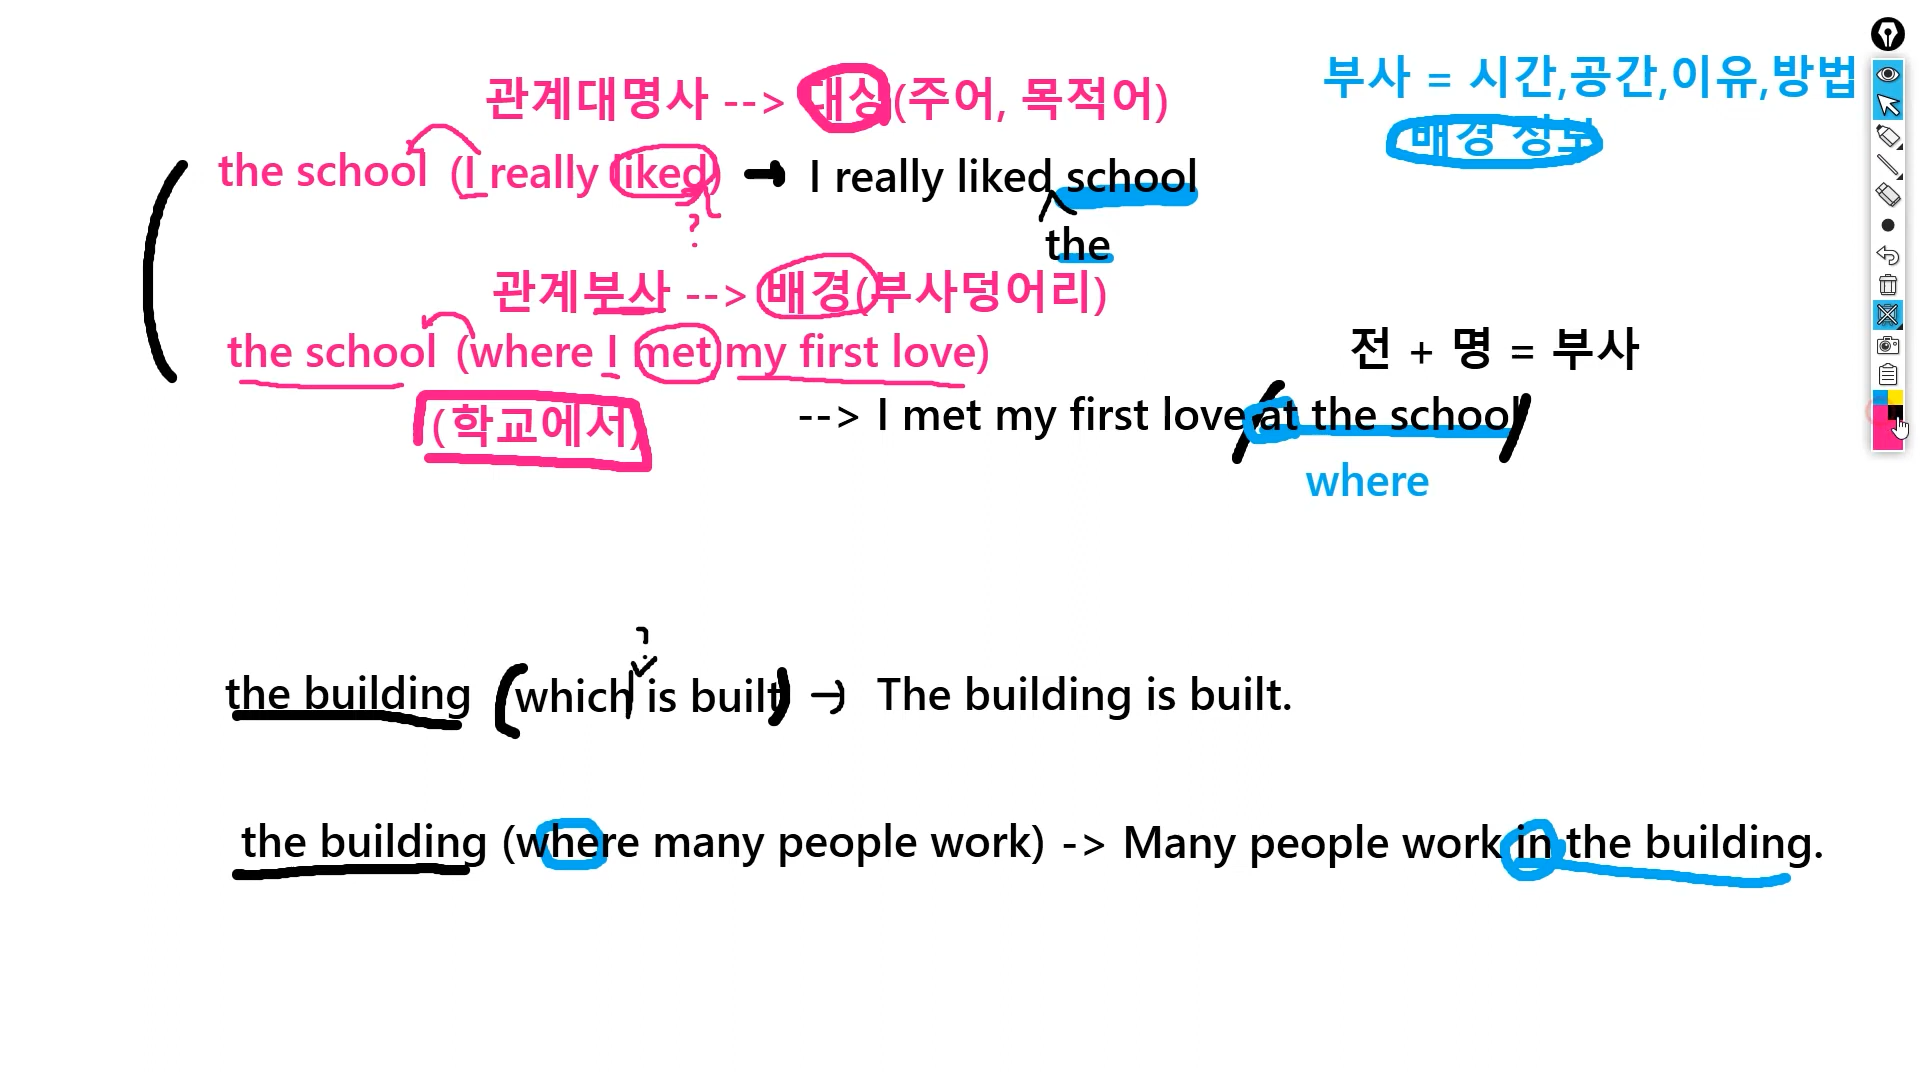 관계대명사 --> 대상(주어, 목적어)
부사 = 시간,공간,이유,방법
배경 정보
the school (I really liked) → I really liked school
?
the
관계부사 --> 배경(부사덩어리)
the school (where I met my first love)
전 + 명 = 부사
(학교에서)
--> I met my first love at the school
where
?
the building (which is built) → The building is built.
the building (where many people work) -> Many people work in the building.